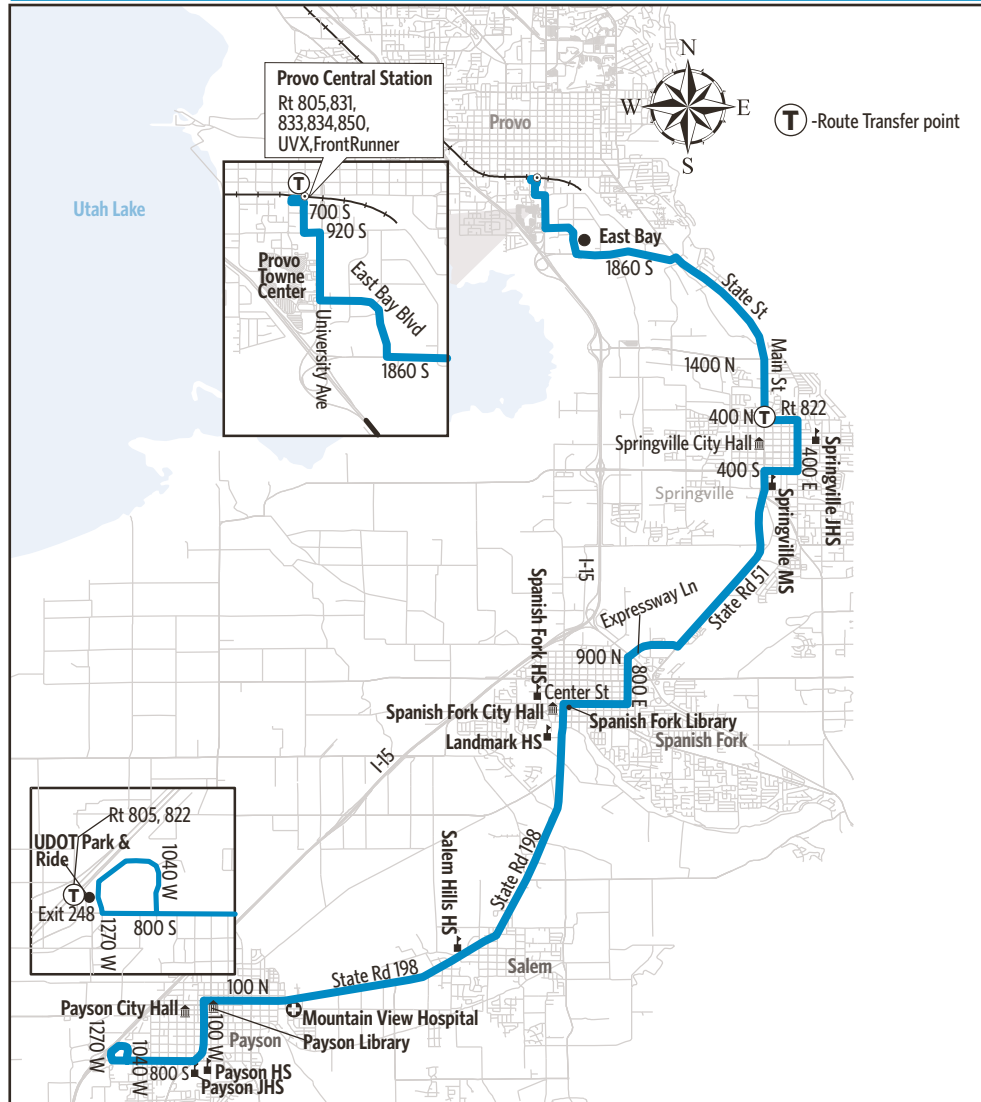 Provo Central Station
Rt 805,831,
833,834,850,
UVX,FrontRunner
N
W
E
S
T
-Route Transfer point
Provo
Utah Lake
T
700 S
920 S
Provo
Towne
Center
East Bay Blvd
University Ave
1860 S
East Bay
1860 S
State St
Main St
1400 N
400 N
T
Rt 822
Springville City Hall
400 S
400 E
Springville JHS
Springville
Springville MS
I-15
State Rd 51
Expressway Ln
Spanish Fork HS
900 N
800 E
Center St
Spanish Fork City Hall
Spanish Fork Library
Landmark HS
Spanish Fork
I-15
Rt 805, 822
UDOT Park &
Ride
T
Exit 248
1040 W
1270 W
800 S
Salem Hills HS
State Rd 198
State Rd 198
Salem
100 N
Payson City Hall
Mountain View Hospital
100 W
Payson
Payson Library
1270 W
1040 W
800 S
Payson HS
Payson JHS